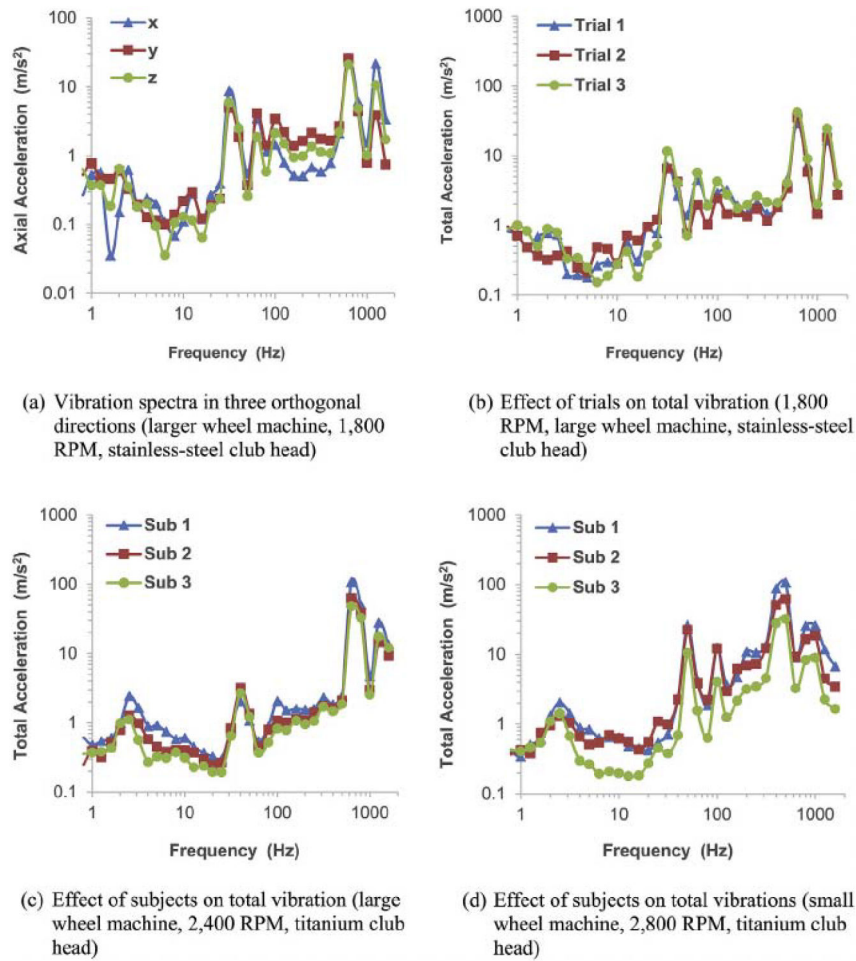 100
10
1
0.1
0.01
Axial Acceleration (m/s²)
x
y
z
1 10 100 1000
Frequency (Hz)
(a) Vibration spectra in three orthogonal
directions (larger wheel machine, 1,800
RPM, stainless-steel club head)
1000
100
10
1
0.1
Total Acceleration (m/s²)
Trial 1
Trial 2
Trial 3
1 10 100 1000
Frequency (Hz)
(b) Effect of trials on total vibration (1,800
RPM, large wheel machine, stainless-steel
club head)
1000
100
10
1
0.1
Total Acceleration (m/s²)
Sub 1
Sub 2
Sub 3
1 10 100 1000
Frequency (Hz)
(c) Effect of subjects on total vibration (large
wheel machine, 2,400 RPM, titanium club
head)
1000
100
10
1
0.1
Total Acceleration (m/s²)
Sub 1
Sub 2
Sub 3
1 10 100 1000
Frequency (Hz)
(d) Effect of subjects on total vibrations (small
wheel machine, 2,800 RPM, titanium club
head)